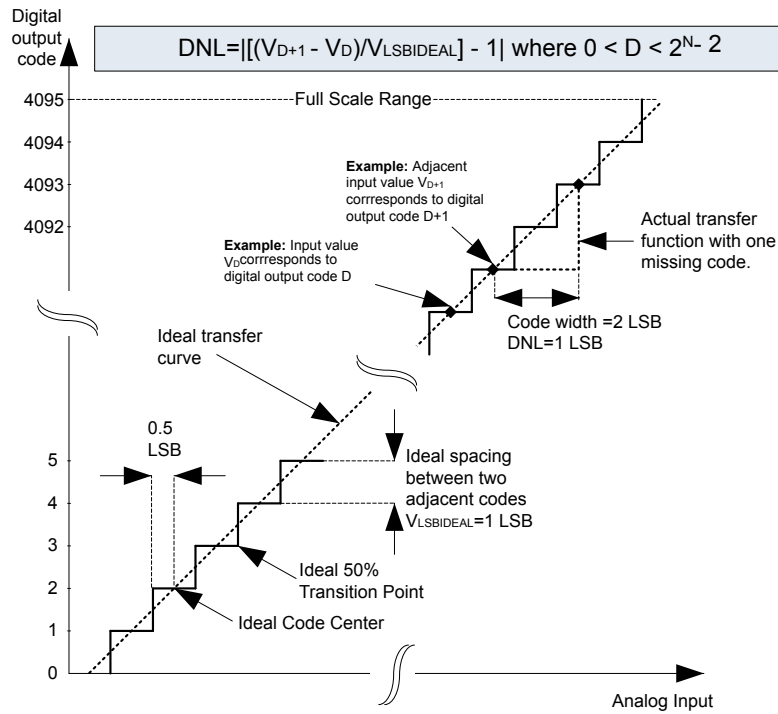 Digital
output
code
DNL=|[(VD+1 - VD)/VLSBIDEAL] - 1| where 0 < D < 2^N- 2
4095
Full Scale Range
4094
4093
4092
Example: Adjacent
input value VD+1
corrresponds to digital
output code D+1
Example: Input value
VDcorrresponds to
digital output code D
Actual transfer
function with one
missing code.
Code width =2 LSB
DNL=1 LSB
Ideal transfer
curve
0.5
LSB
5
4
3
2
1
0
Ideal spacing
between two
adjacent codes
VLSBIDEAL=1 LSB
Ideal 50%
Transition Point
Ideal Code Center
Analog Input